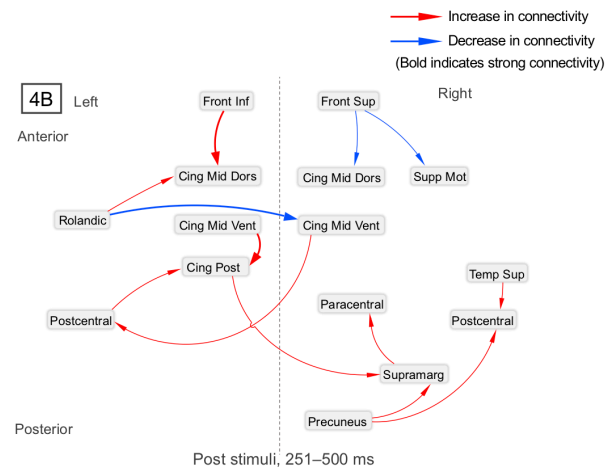 Increase in connectivity
Decrease in connectivity
(Bold indicates strong connectivity)
4B
Left
Right
Anterior
Front Inf
Front Sup
Cing Mid Dors
Cing Mid Dors
Supp Mot
Rolandic
Cing Mid Vent
Cing Mid Vent
Cing Post
Temp Sup
Paracentral
Postcentral
Postcentral
Supramarg
Precuneus
Posterior
Post stimuli, 251–500 ms